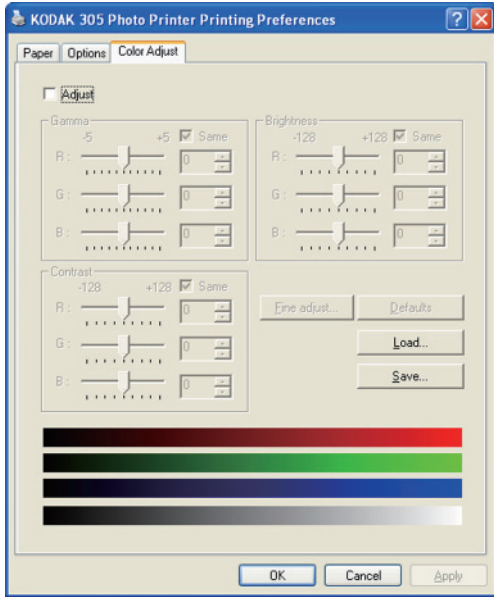 KODAK 305 Photo Printer Printing Preferences
Paper Options Color Adjust
Adjust
Gamma
-5 +5 Same
R: 0
G: 0
B: 0
Brightness
-128 +128 Same
R: 0
G: 0
B: 0
Contrast
-128 +128 Same
R: 0
G: 0
B: 0
Fine adjust... Defaults
Load...
Save...
OK Cancel Apply